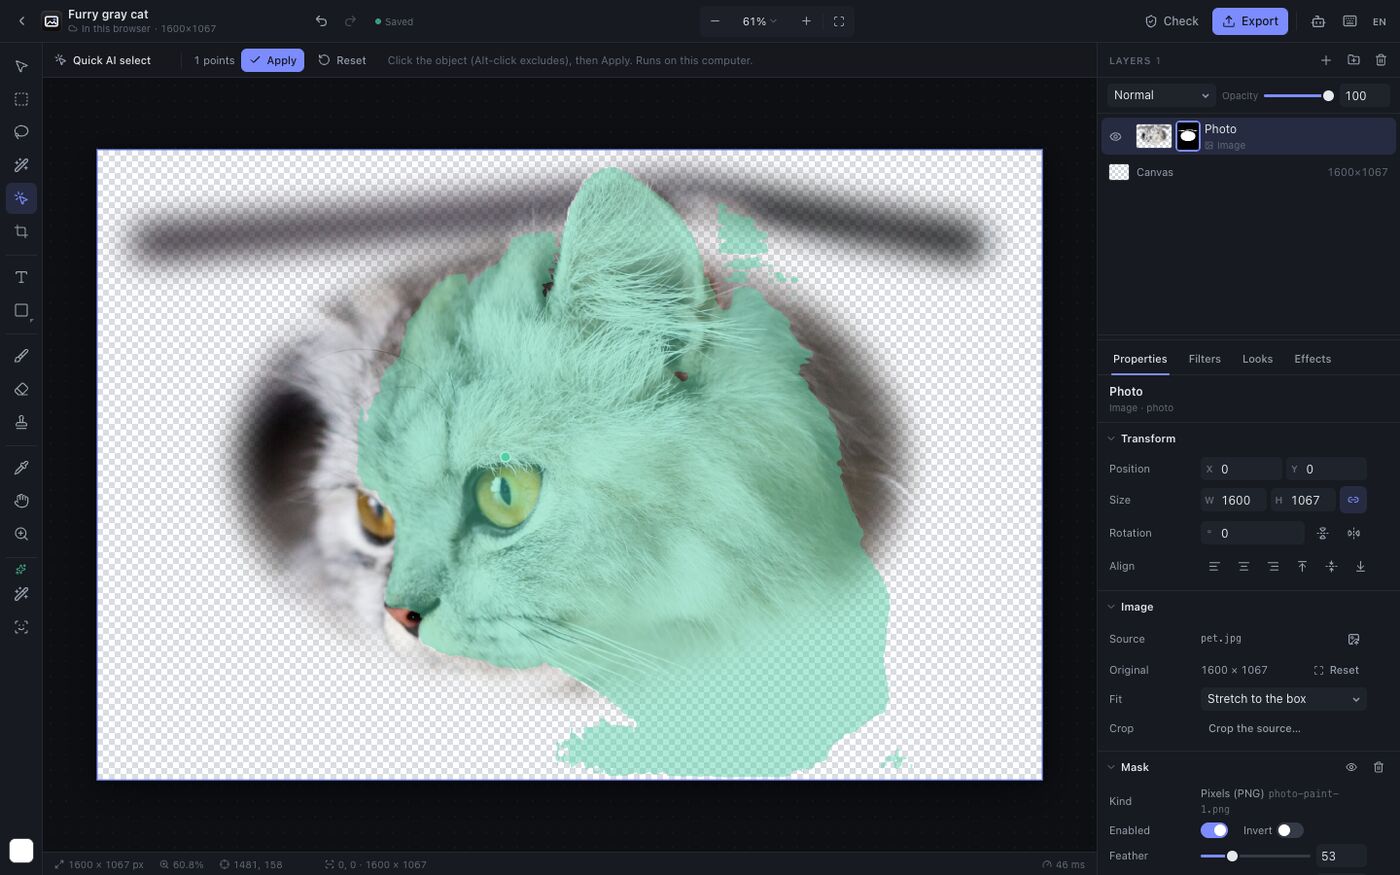 Furry gray cat
In this browser · 1600×1067
Saved
61%
Check
Export
EN
Quick AI select
1 points
Apply
Reset
Click the object (Alt-click excludes), then Apply. Runs on this computer.
LAYERS 1
Normal
Opacity
100
Photo
Image
Canvas
1600×1067
Properties
Filters
Looks
Effects
Photo
Image · photo
Transform
Position
X 0
Y 0
Size
W 1600
H 1067
Rotation
° 0
Align
Image
Source
pet.jpg
Original
1600 × 1067
Reset
Fit
Stretch to the box
Crop
Crop the source...
Mask
Kind
Pixels (PNG) photo-paint-
1.png
Enabled
Invert
Feather
53
1600 × 1067 px
60.8%
1481, 158
0, 0 · 1600 × 1067
46 ms